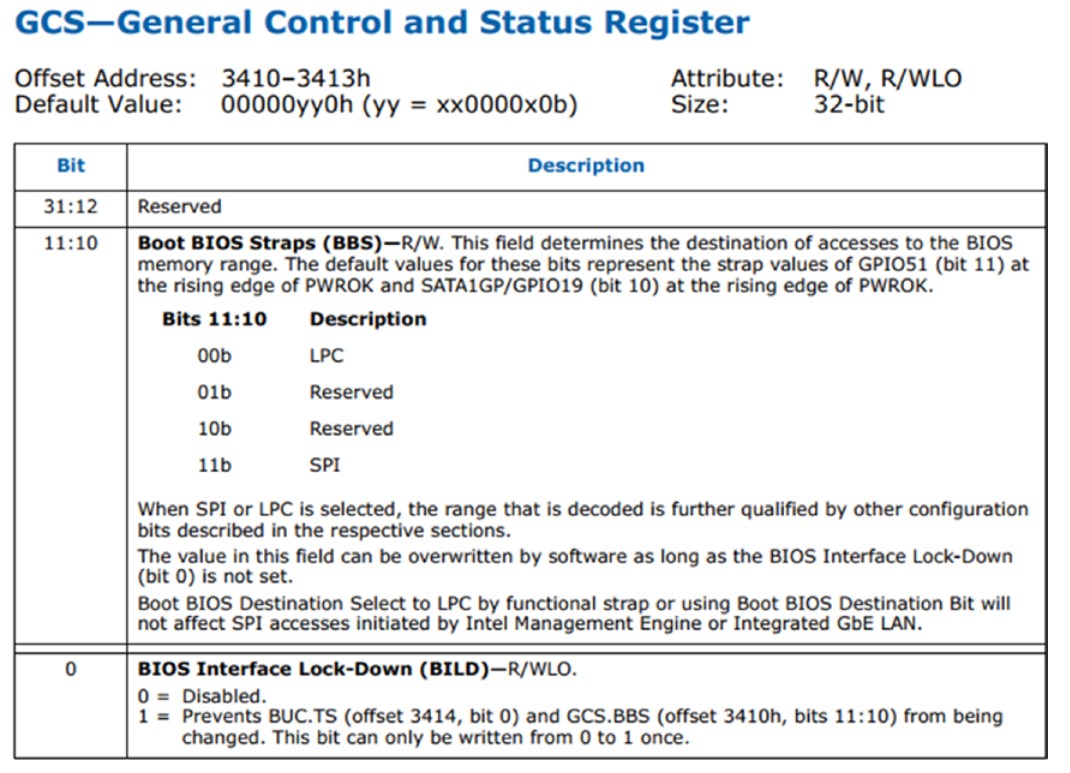 GCS—General Control and Status Register
Offset Address: 3410–3413h Attribute: R/W, R/WLO
Default Value: 00000yy0h (yy = xx0000x0b) Size: 32-bit
Bit Description
31:12 Reserved
11:10 Boot BIOS Straps (BBS)—R/W. This field determines the destination of accesses to the BIOS
memory range. The default values for these bits represent the strap values of GPIO51 (bit 11) at
the rising edge of PWROK and SATA1GP/GPIO19 (bit 10) at the rising edge of PWROK.
Bits 11:10 Description
00b LPC
01b Reserved
10b Reserved
11b SPI
When SPI or LPC is selected, the range that is decoded is further qualified by other configuration
bits described in the respective sections.
The value in this field can be overwritten by software as long as the BIOS Interface Lock-Down
(bit 0) is not set.
Boot BIOS Destination Select to LPC by functional strap or using Boot BIOS Destination Bit will
not affect SPI accesses initiated by Intel Management Engine or Integrated GbE LAN.
0 BIOS Interface Lock-Down (BILD)—R/WLO.
0 = Disabled.
1 = Prevents BUC.TS (offset 3414, bit 0) and GCS.BBS (offset 3410h, bits 11:10) from being
changed. This bit can only be written from 0 to 1 once.